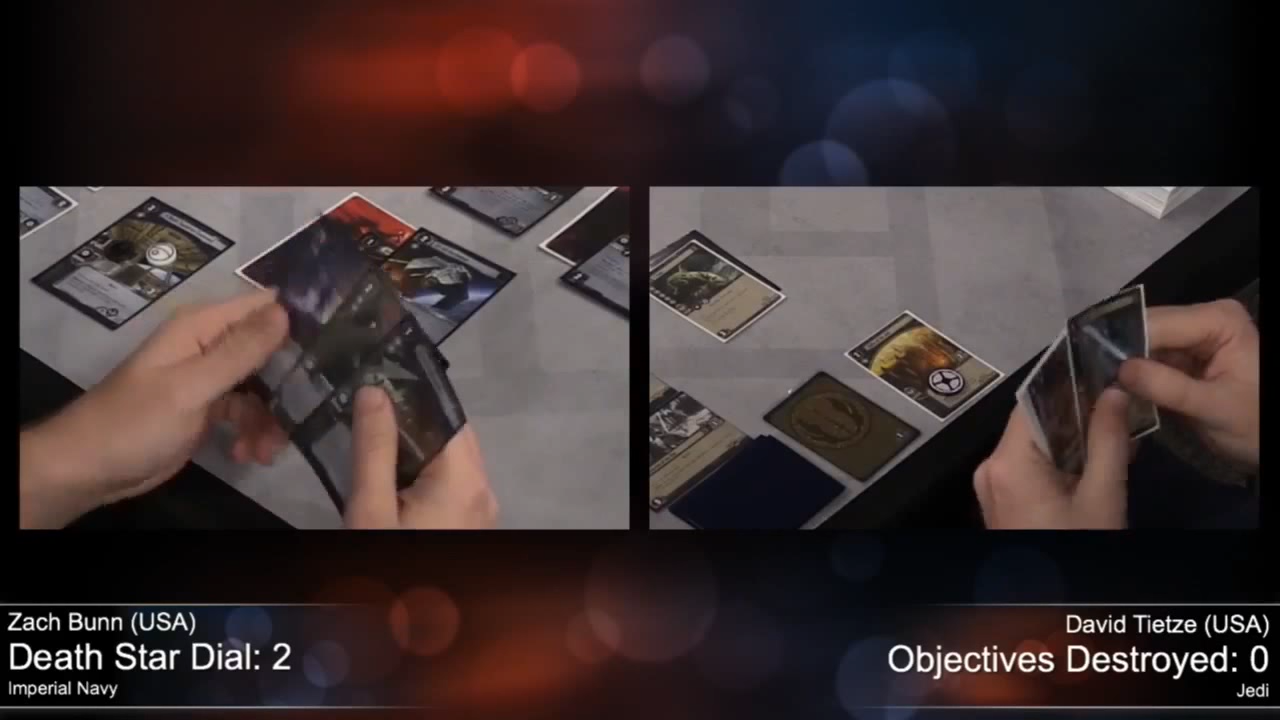 Zach Bunn (USA)
Death Star Dial: 2
Imperial Navy
David Tietze (USA)
Objectives Destroyed: 0
Jedi